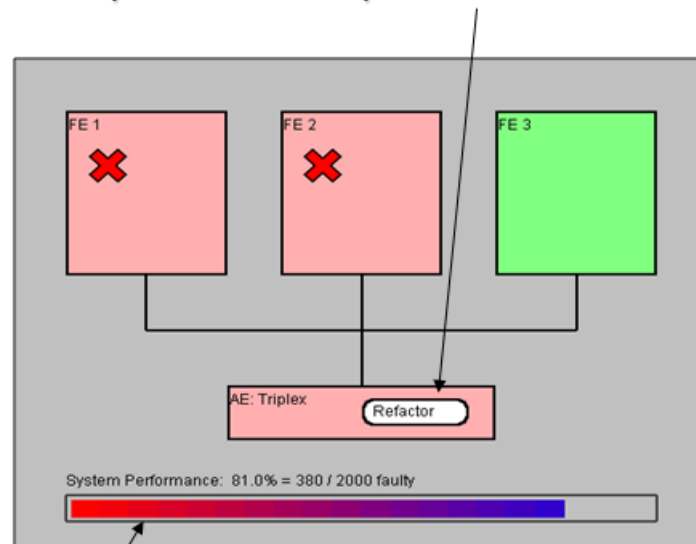 FE 1
FE 2
FE 3
AE: Triplex
Refactor
System Performance: 81.0% = 380 / 2000 faulty